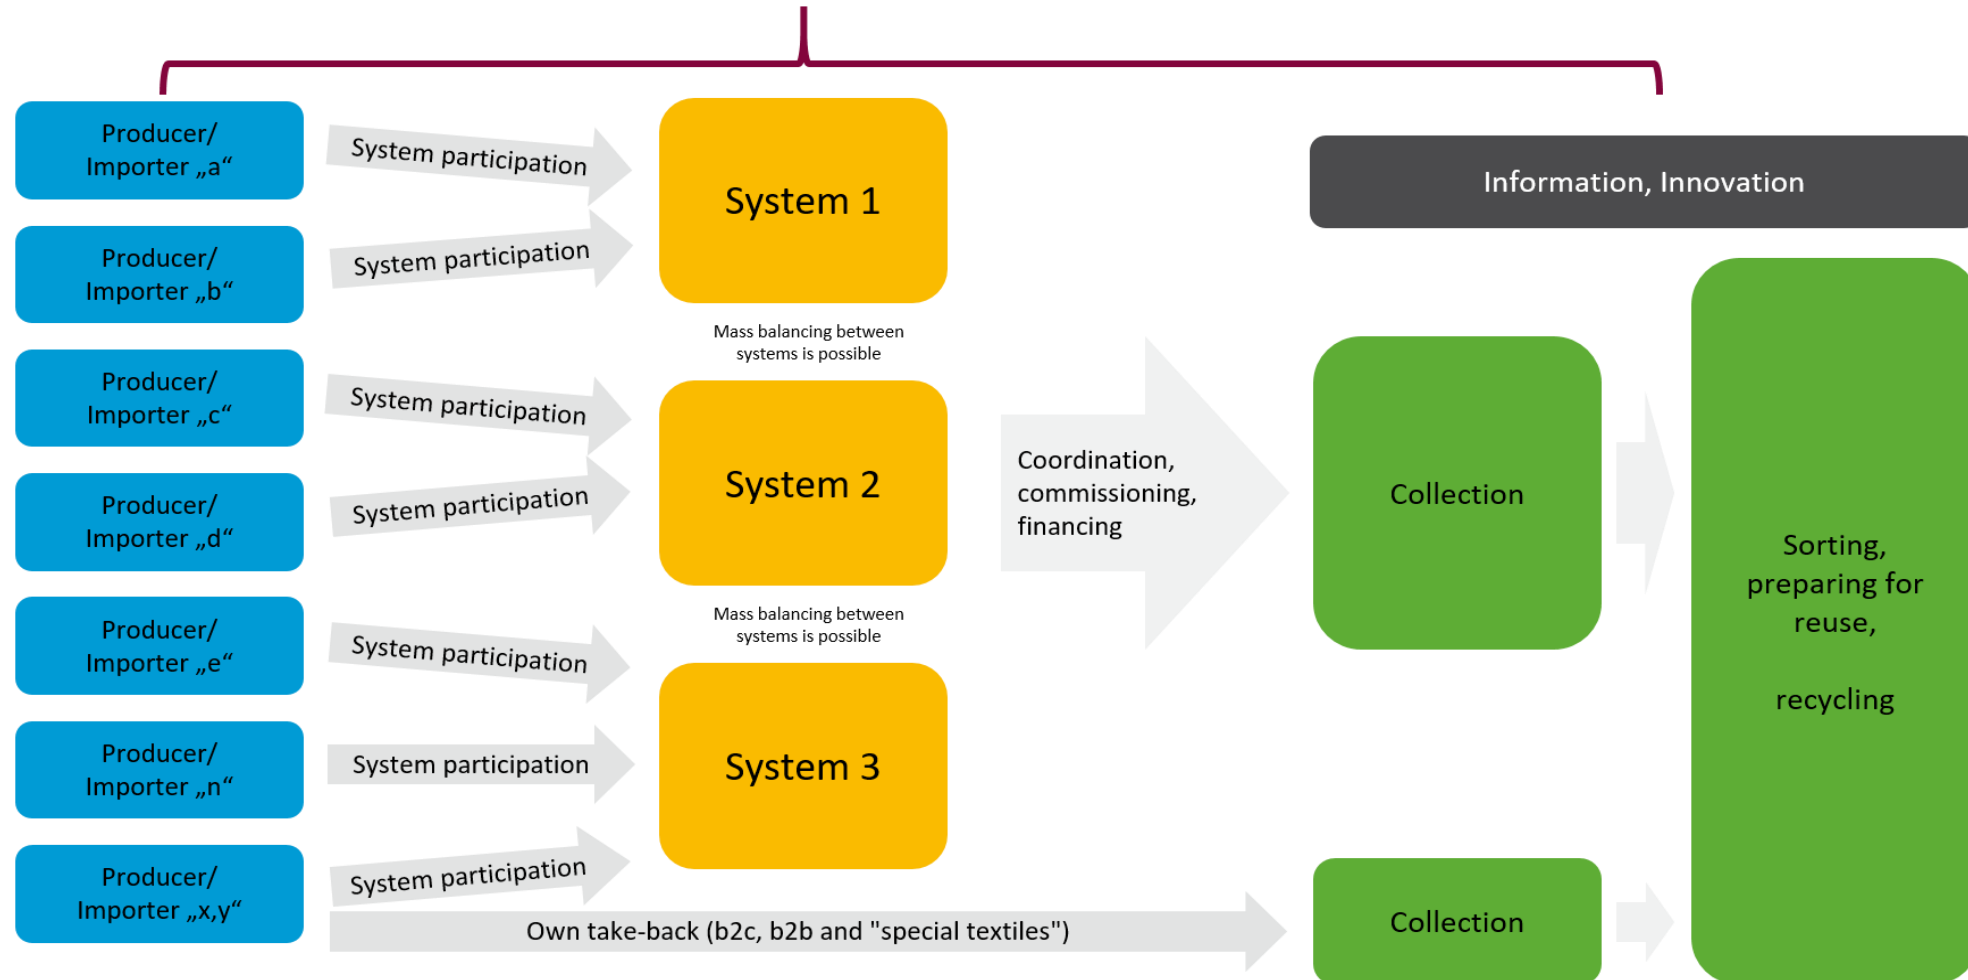 Producer/
Importer „a“
System participation
Producer/
Importer „b“
System participation
Producer/
Importer „c“
System participation
Producer/
Importer „d“
System participation
Producer/
Importer „e“
System participation
Producer/
Importer „n“
System participation
Producer/
Importer „x,y“
System participation
Own take-back (b2c, b2b and "special textiles")
System 1
Mass balancing between
systems is possible
System 2
Mass balancing between
systems is possible
System 3
Coordination,
commissioning,
financing
Information, Innovation
Collection
Collection
Sorting,
preparing for
reuse,
recycling